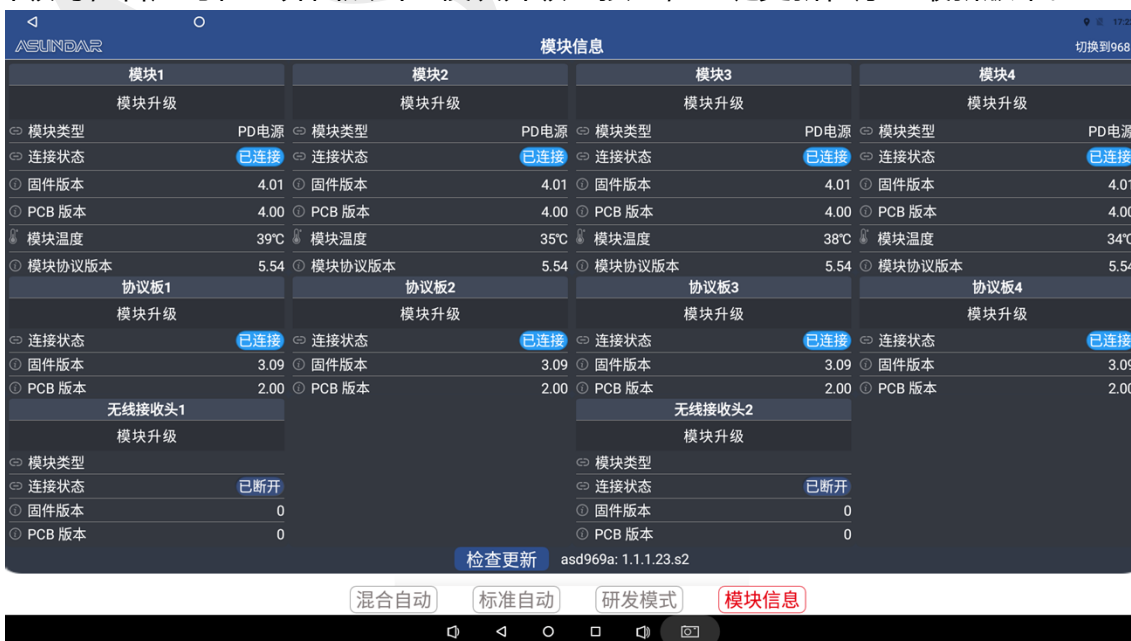 17:2
ASUNDAR 模块信息 切换到968
模块1 模块2 模块3 模块4
模块升级 模块升级 模块升级 模块升级
模块类型 PD电源 模块类型 PD电源 模块类型 PD电源 模块类型 PD电源
连接状态 已连接 连接状态 已连接 连接状态 已连接 连接状态 已连接
固件版本 4.01 固件版本 4.01 固件版本 4.01 固件版本 4.01
PCB 版本 4.00 PCB 版本 4.00 PCB 版本 4.00 PCB 版本 4.00
模块温度 39℃ 模块温度 35℃ 模块温度 38℃ 模块温度 34℃
模块协议版本 5.54 模块协议版本 5.54 模块协议版本 5.54 模块协议版本 5.54
协议板1 协议板2 协议板3 协议板4
模块升级 模块升级 模块升级 模块升级
连接状态 已连接 连接状态 已连接 连接状态 已连接 连接状态 已连接
固件版本 3.09 固件版本 3.09 固件版本 3.09 固件版本 3.09
PCB 版本 2.00 PCB 版本 2.00 PCB 版本 2.00 PCB 版本 2.00
无线接收头1 无线接收头2
模块升级 模块升级
模块类型 模块类型
连接状态 已断开 连接状态 已断开
固件版本 0 固件版本 0
PCB 版本 0 PCB 版本 0
检查更新 asd969a: 1.1.1.23.s2
混合自动 标准自动 研发模式 模块信息